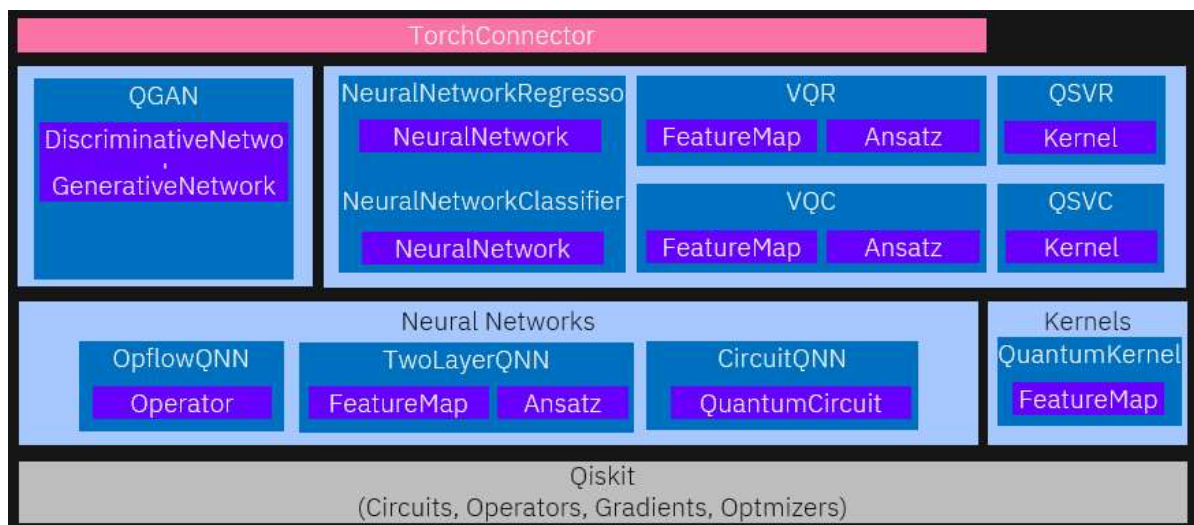 TorchConnector
QGAN
DiscriminativeNetwo
,
GenerativeNetwork
NeuralNetworkRegresso
NeuralNetwork
NeuralNetworkClassifier
NeuralNetwork
VQR
FeatureMap
Ansatz
VQC
FeatureMap
Ansatz
QSVR
Kernel
QSVC
Kernel
Neural Networks
OpflowQNN
Operator
TwoLayerQNN
FeatureMap
Ansatz
CircuitQNN
QuantumCircuit
Kernels
QuantumKernel
FeatureMap
Qiskit
(Circuits, Operators, Gradients, Optmizers)